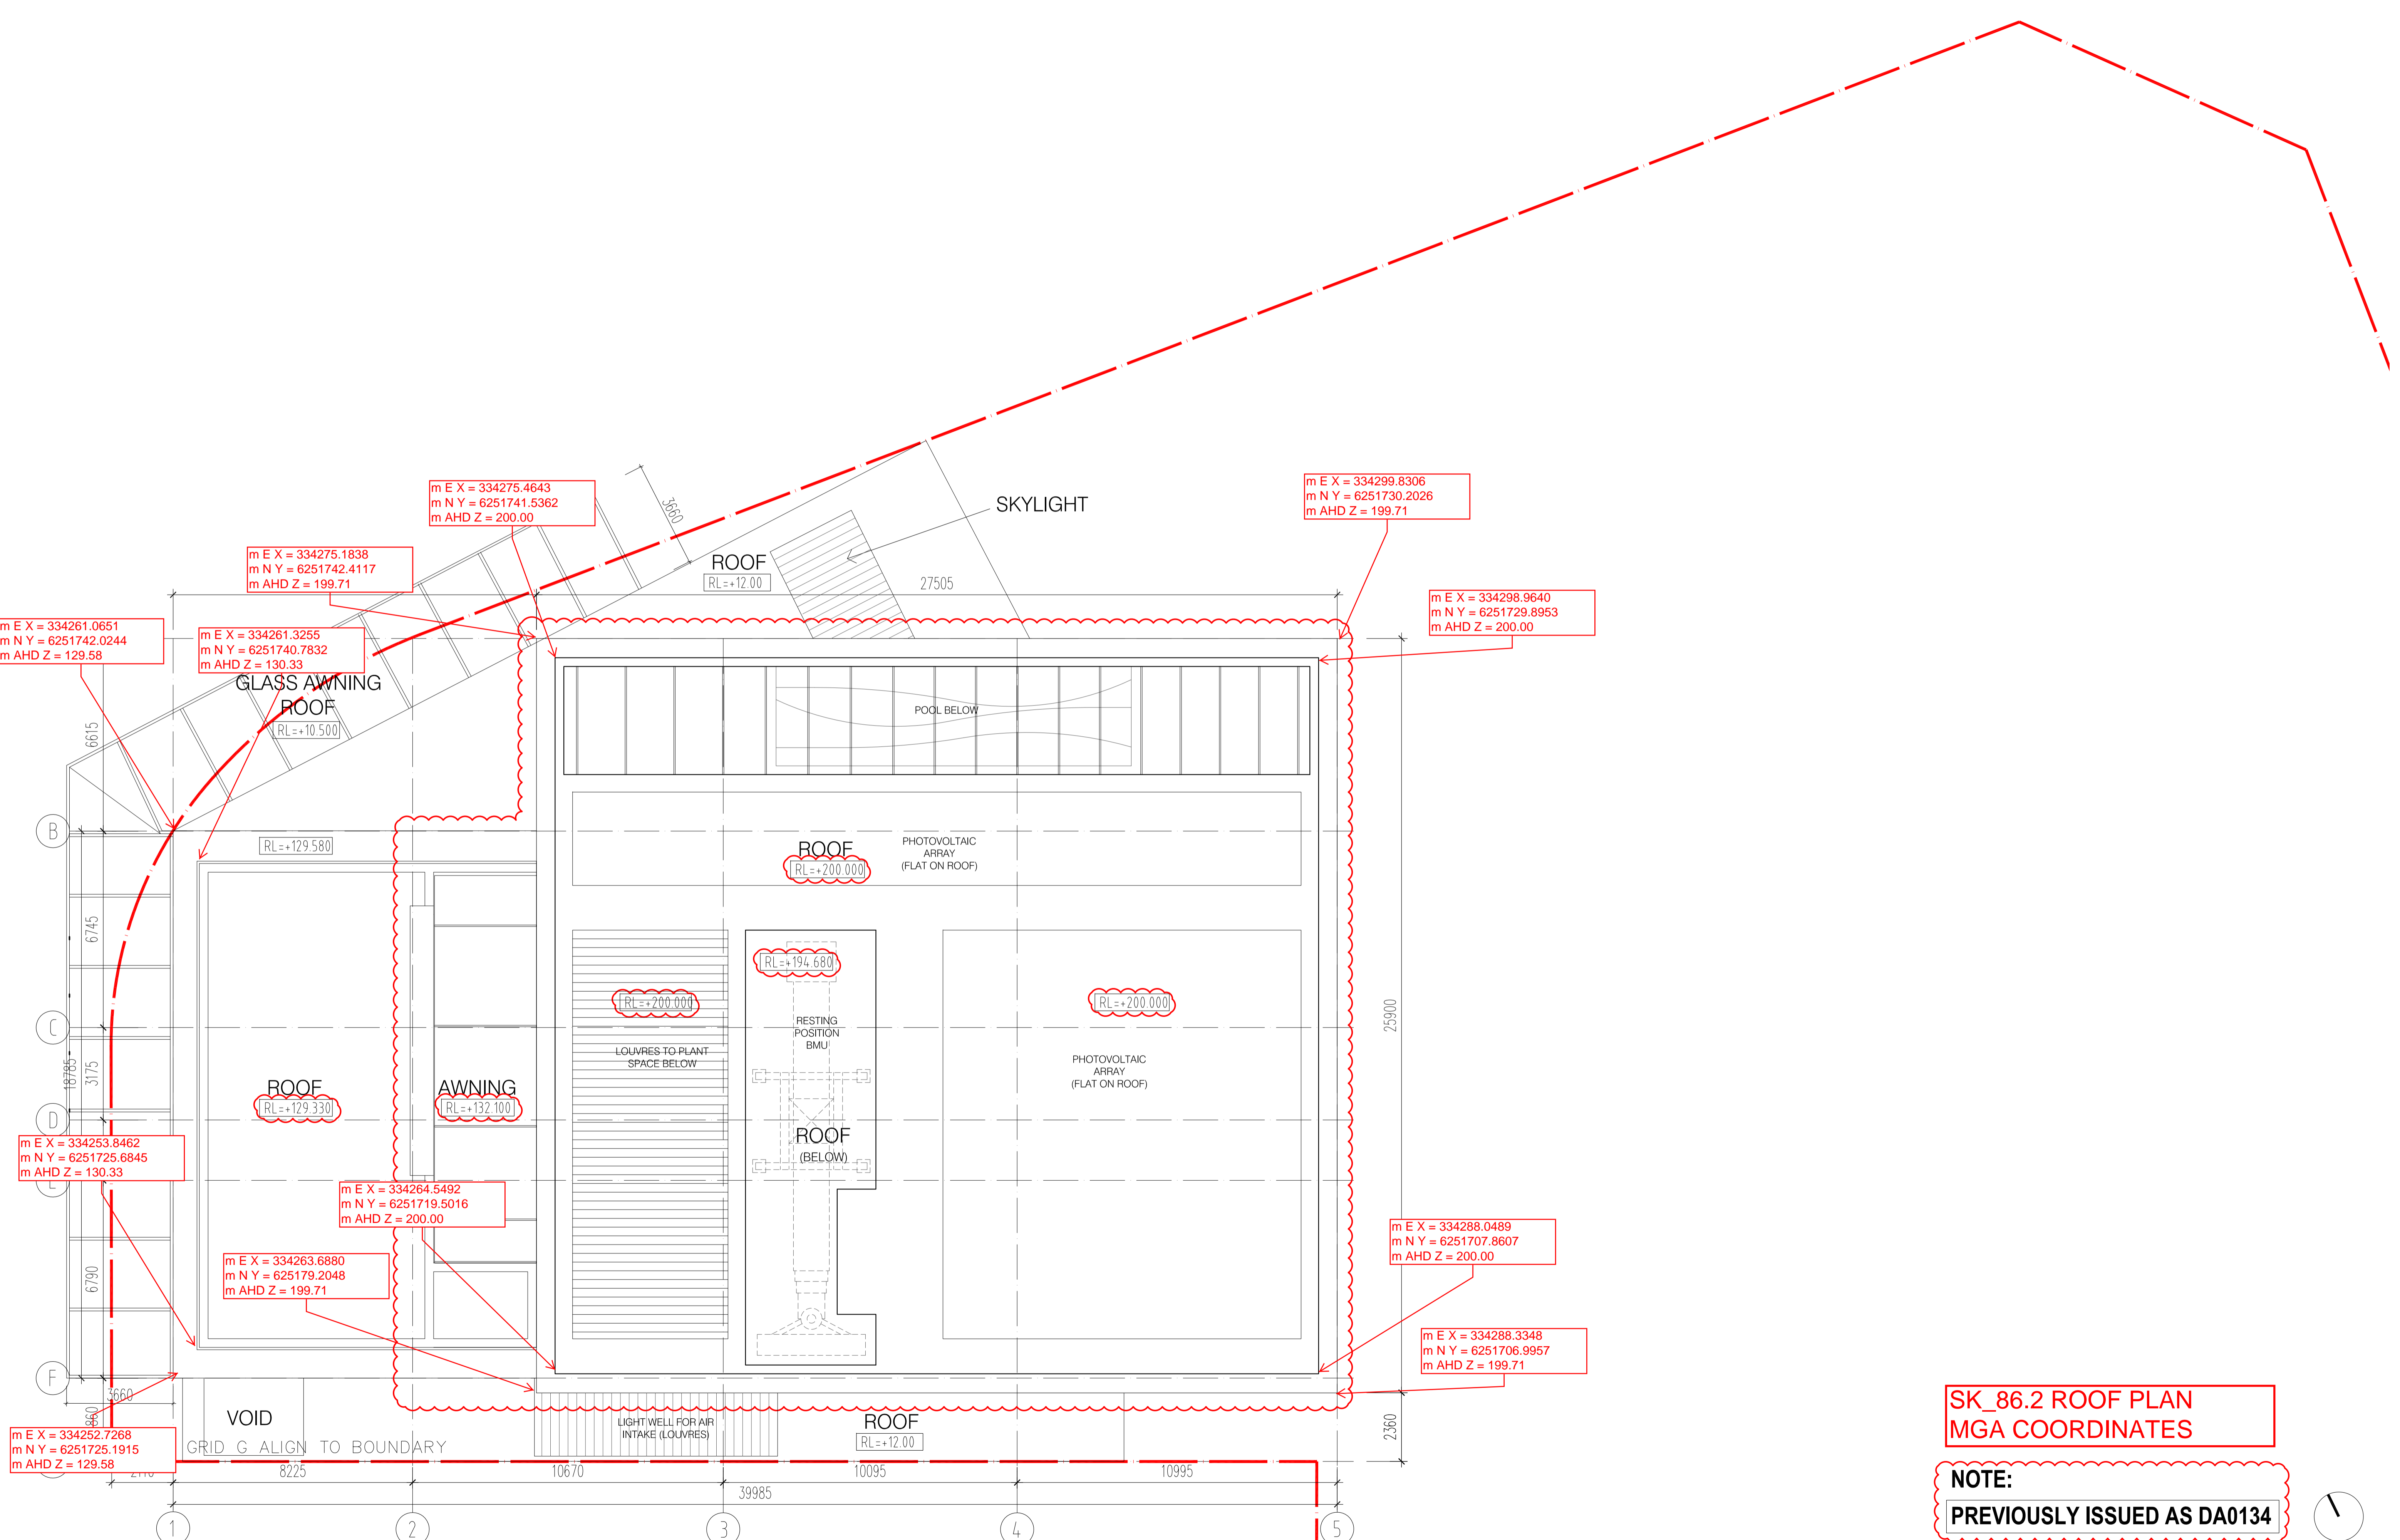 m E X = 334275.4643
m N Y = 6251741.5362
m AHD Z = 200.00
m E X = 334299.8306
m N Y = 6251730.2026
m AHD Z = 199.71
3660
SKYLIGHT
m E X = 334275.1838
m N Y = 6251742.4117
m AHD Z = 199.71
ROOF
RL=+12.00
27505
m E X = 334298.9640
m N Y = 6251729.8953
m AHD Z = 200.00
m E X = 334261.0651
m N Y = 6251742.0244
m AHD Z = 129.58
m E X = 334261.3255
m N Y = 6251740.7832
m AHD Z = 130.33
GLASS AWNING
ROOF
RL=+10.500
6615
POOL BELOW
B
RL=+129.580
ROOF
RL=+200.000
PHOTOVOLTAIC
ARRAY
(FLAT ON ROOF)
6745
RL=+194.680
RL=+200.000
RL=+200.000
25900
C
RESTING
POSITION
BMU
LOUVRES TO PLANT
SPACE BELOW
PHOTOVOLTAIC
ARRAY
(FLAT ON ROOF)
18785
3175
ROOF
RL=+129.330
AWNING
RL=+132.100
D
ROOF
(BELOW)
m E X = 334253.8462
m N Y = 6251725.6845
m AHD Z = 130.33
E
m E X = 334264.5492
m N Y = 6251719.5016
m AHD Z = 200.00
m E X = 334288.0489
m N Y = 6251707.8607
m AHD Z = 200.00
m E X = 334263.6880
m N Y = 625179.2048
m AHD Z = 199.71
6790
m E X = 334288.3348
m N Y = 6251706.9957
m AHD Z = 199.71
F
3660
VOID
LIGHT WELL FOR AIR
INTAKE (LOUVRES)
ROOF
RL=+12.00
2360
m E X = 334252.7268
m N Y = 6251725.1915
m AHD Z = 129.58
GRID G ALIGN TO BOUNDARY
8225
10670
10095
10995
39985
1
2
3
4
5
SK_86.2 ROOF PLAN
MGA COORDINATES
NOTE:
PREVIOUSLY ISSUED AS DA0134